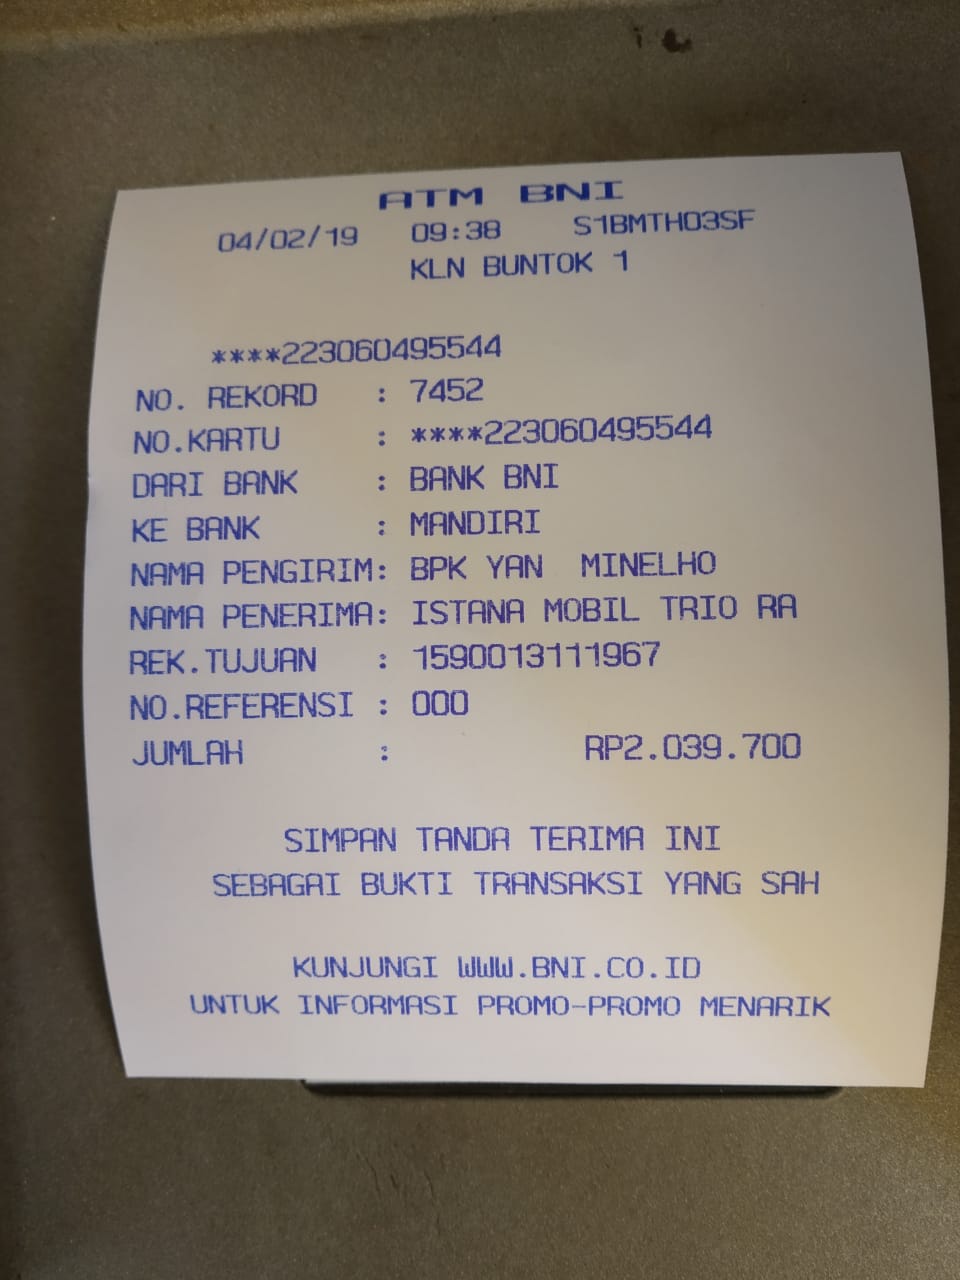 ATM BNI
04/02/19 09:38 S1BMTH03SF
KLN BUNTOK 1
****223060495544
NO. REKORD : 7452
NO.KARTU : ****223060495544
DARI BANK : BANK BNI
KE BANK : MANDIRI
NAMA PENGIRIM: BPK YAN MINELHO
NAMA PENERIMA: ISTANA MOBIL TRIO RA
REK.TUJUAN : 1590013111967
NO.REFERENSI : 000
JUMLAH : RP2.039.700
SIMPAN TANDA TERIMA INI
SEBAGAI BUKTI TRANSAKSI YANG SAH
KUNJUNGI WWW.BNI.CO.ID
UNTUK INFORMASI PROMO-PROMO MENARIK